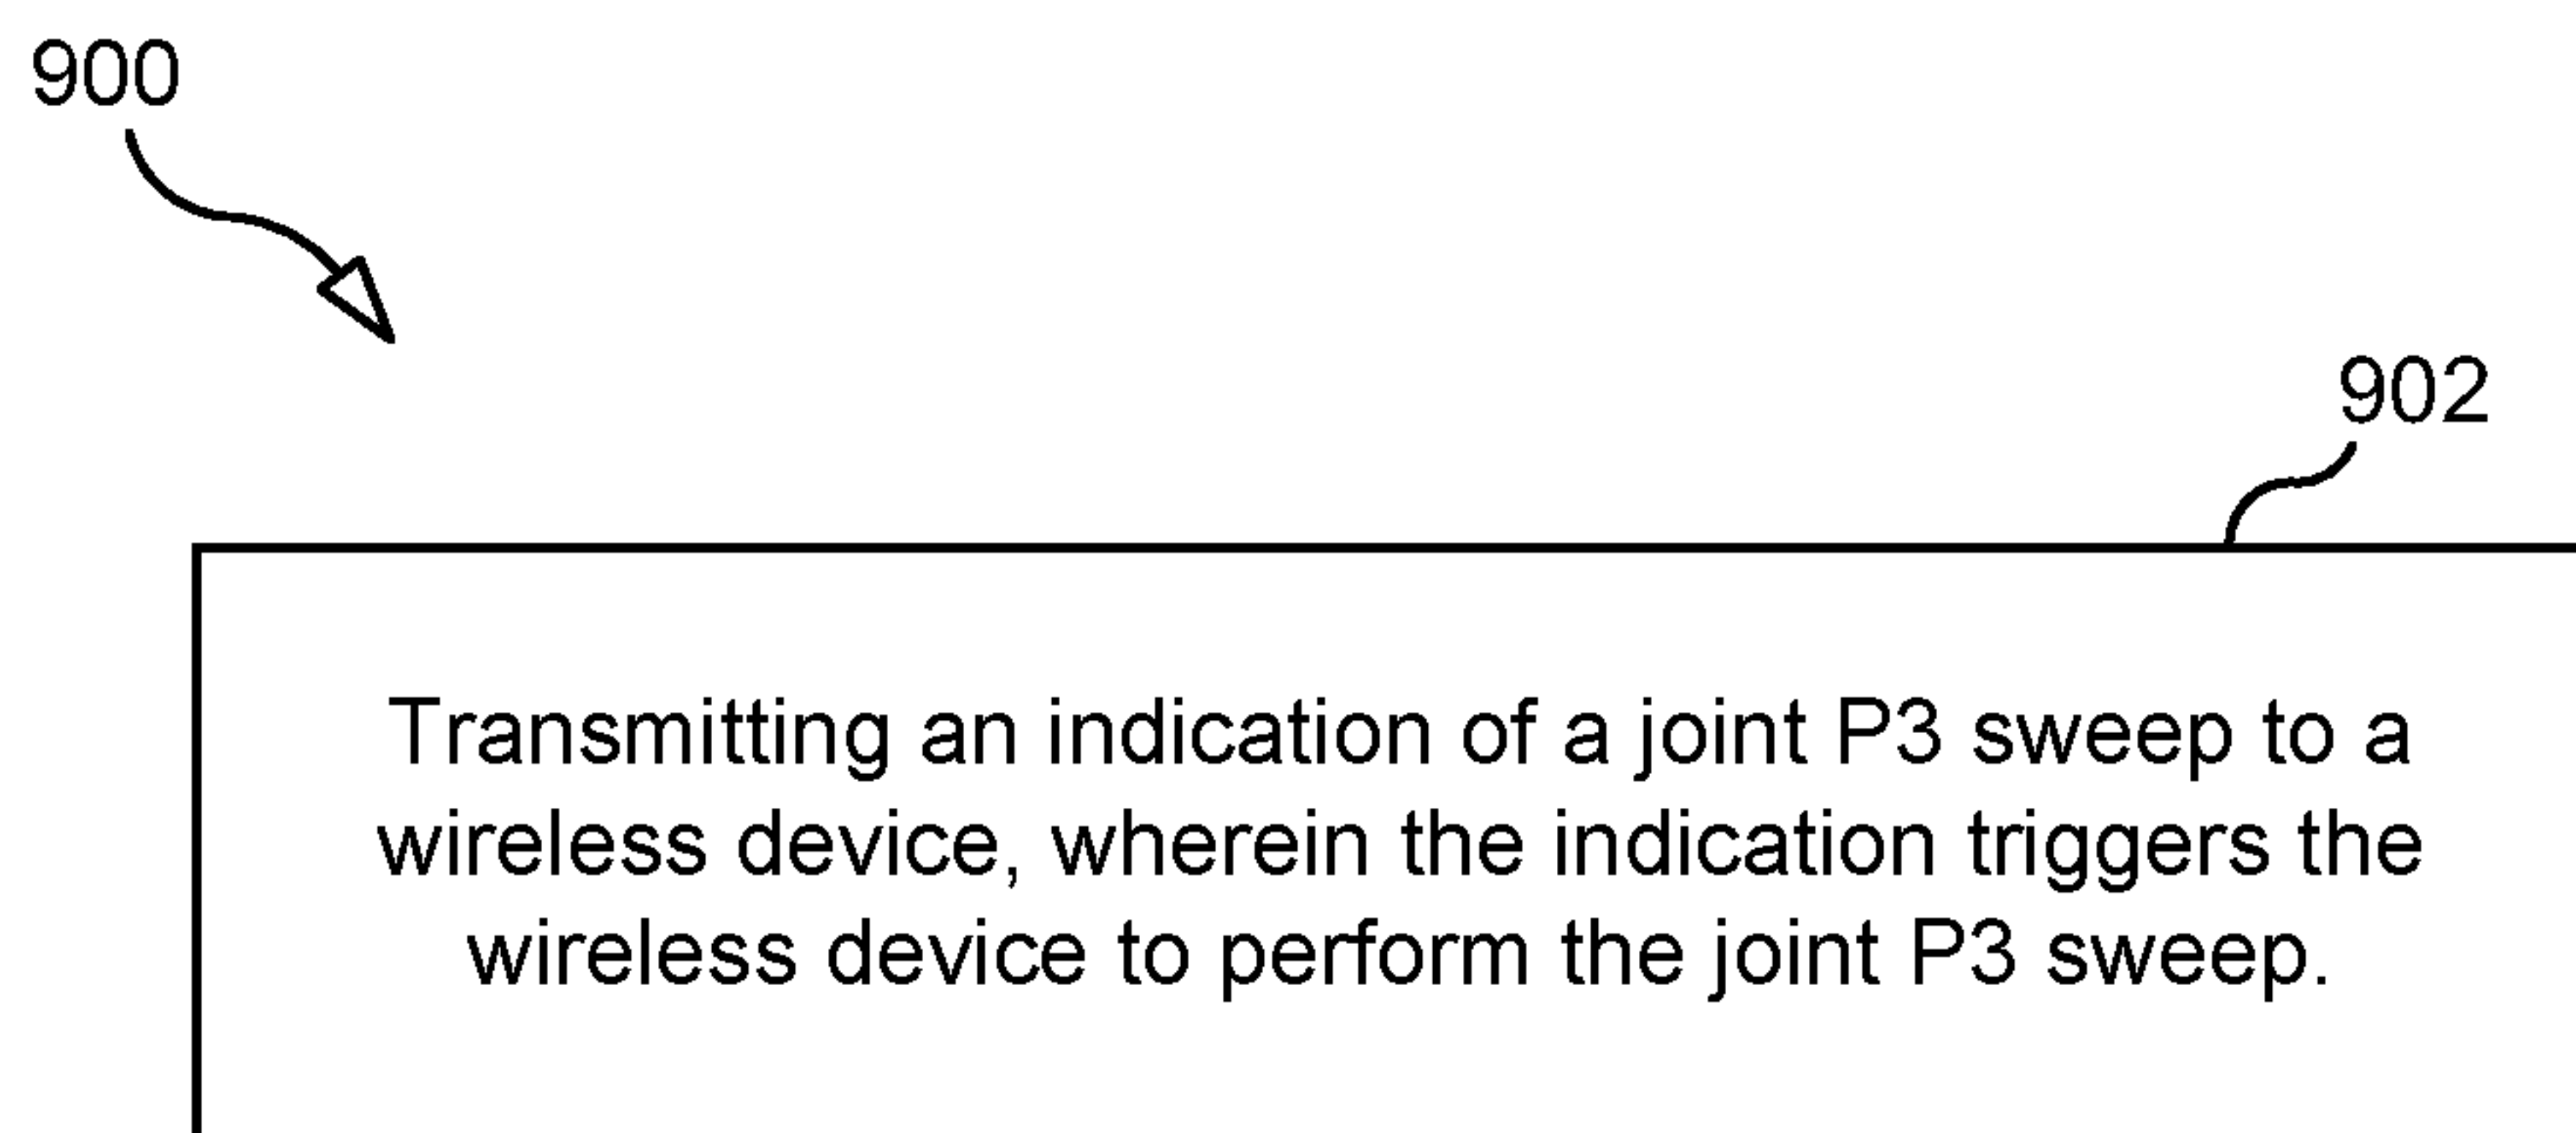 900
902
Transmitting an indication of a joint P3 sweep to a
wireless device, wherein the indication triggers the
wireless device to perform the joint P3 sweep.